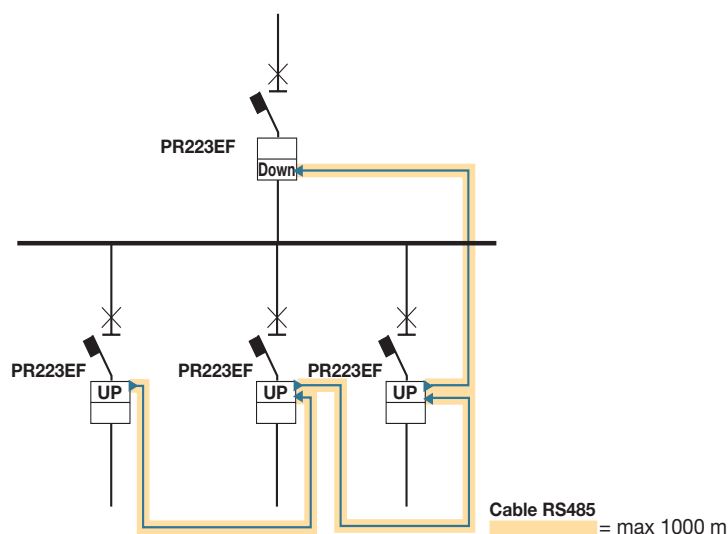 PR223EF
Down
PR223EF
PR223EF
PR223EF
UP
UP
UP
Cable RS485
= max 1000 m